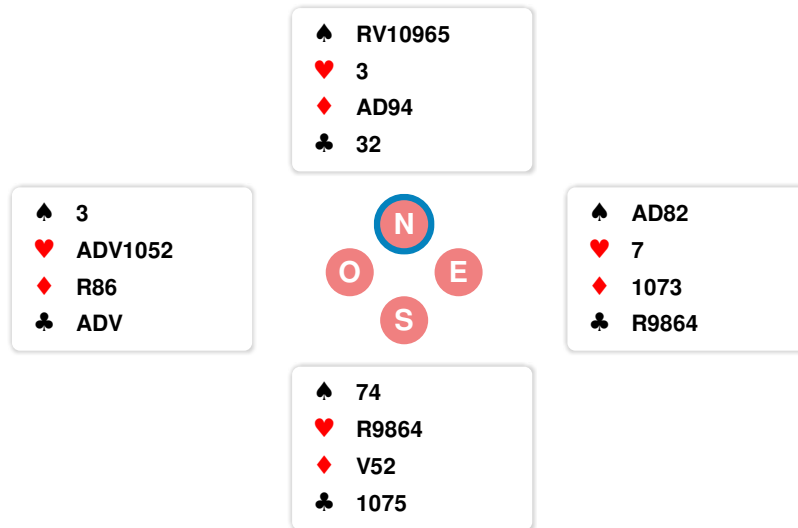 ♠ RV10965
♥ 3
♦ AD94
♣ 32
♠ 3
♥ ADV1052
♦ R86
♣ ADV
N
O
E
S
♠ AD82
♥ 7
♦ 1073
♣ R9864
♠ 74
♥ R9864
♦ V52
♣ 1075